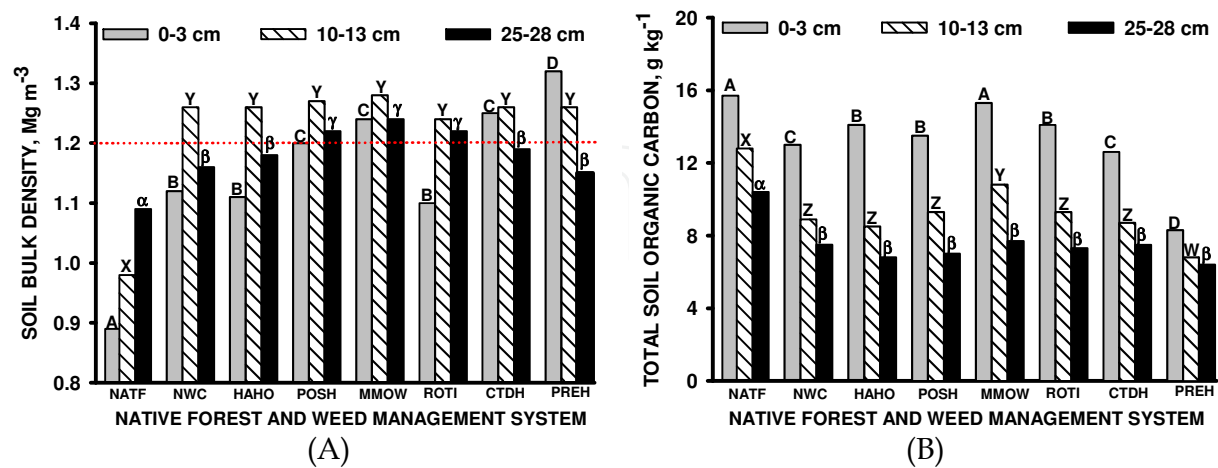 1.4
1.3
1.2
1.1
1.0
0.9
0.8
SOIL BULK DENSITY, Mg m-3
0-3 cm 10-13 cm 25-28 cm
A X α
B Y β
B Y β
C Y γ
C Y γ
B Y γ
C Y β
D Y β
NATF NWC HAHO POSH MMOW ROTI CTDH PREH
NATIVE FOREST AND WEED MANAGEMENT SYSTEM
(A)
20
16
12
8
4
0
TOTAL SOIL ORGANIC CARBON, g kg-1
0-3 cm 10-13 cm 25-28 cm
A X α
C Z β
B Z β
B Z β
A Y β
B Z β
C Z β
D W β
NATF NWC HAHO POSH MMOW ROTI CTDH PREH
NATIVE FOREST AND WEED MANAGEMENT SYSTEM
(B)